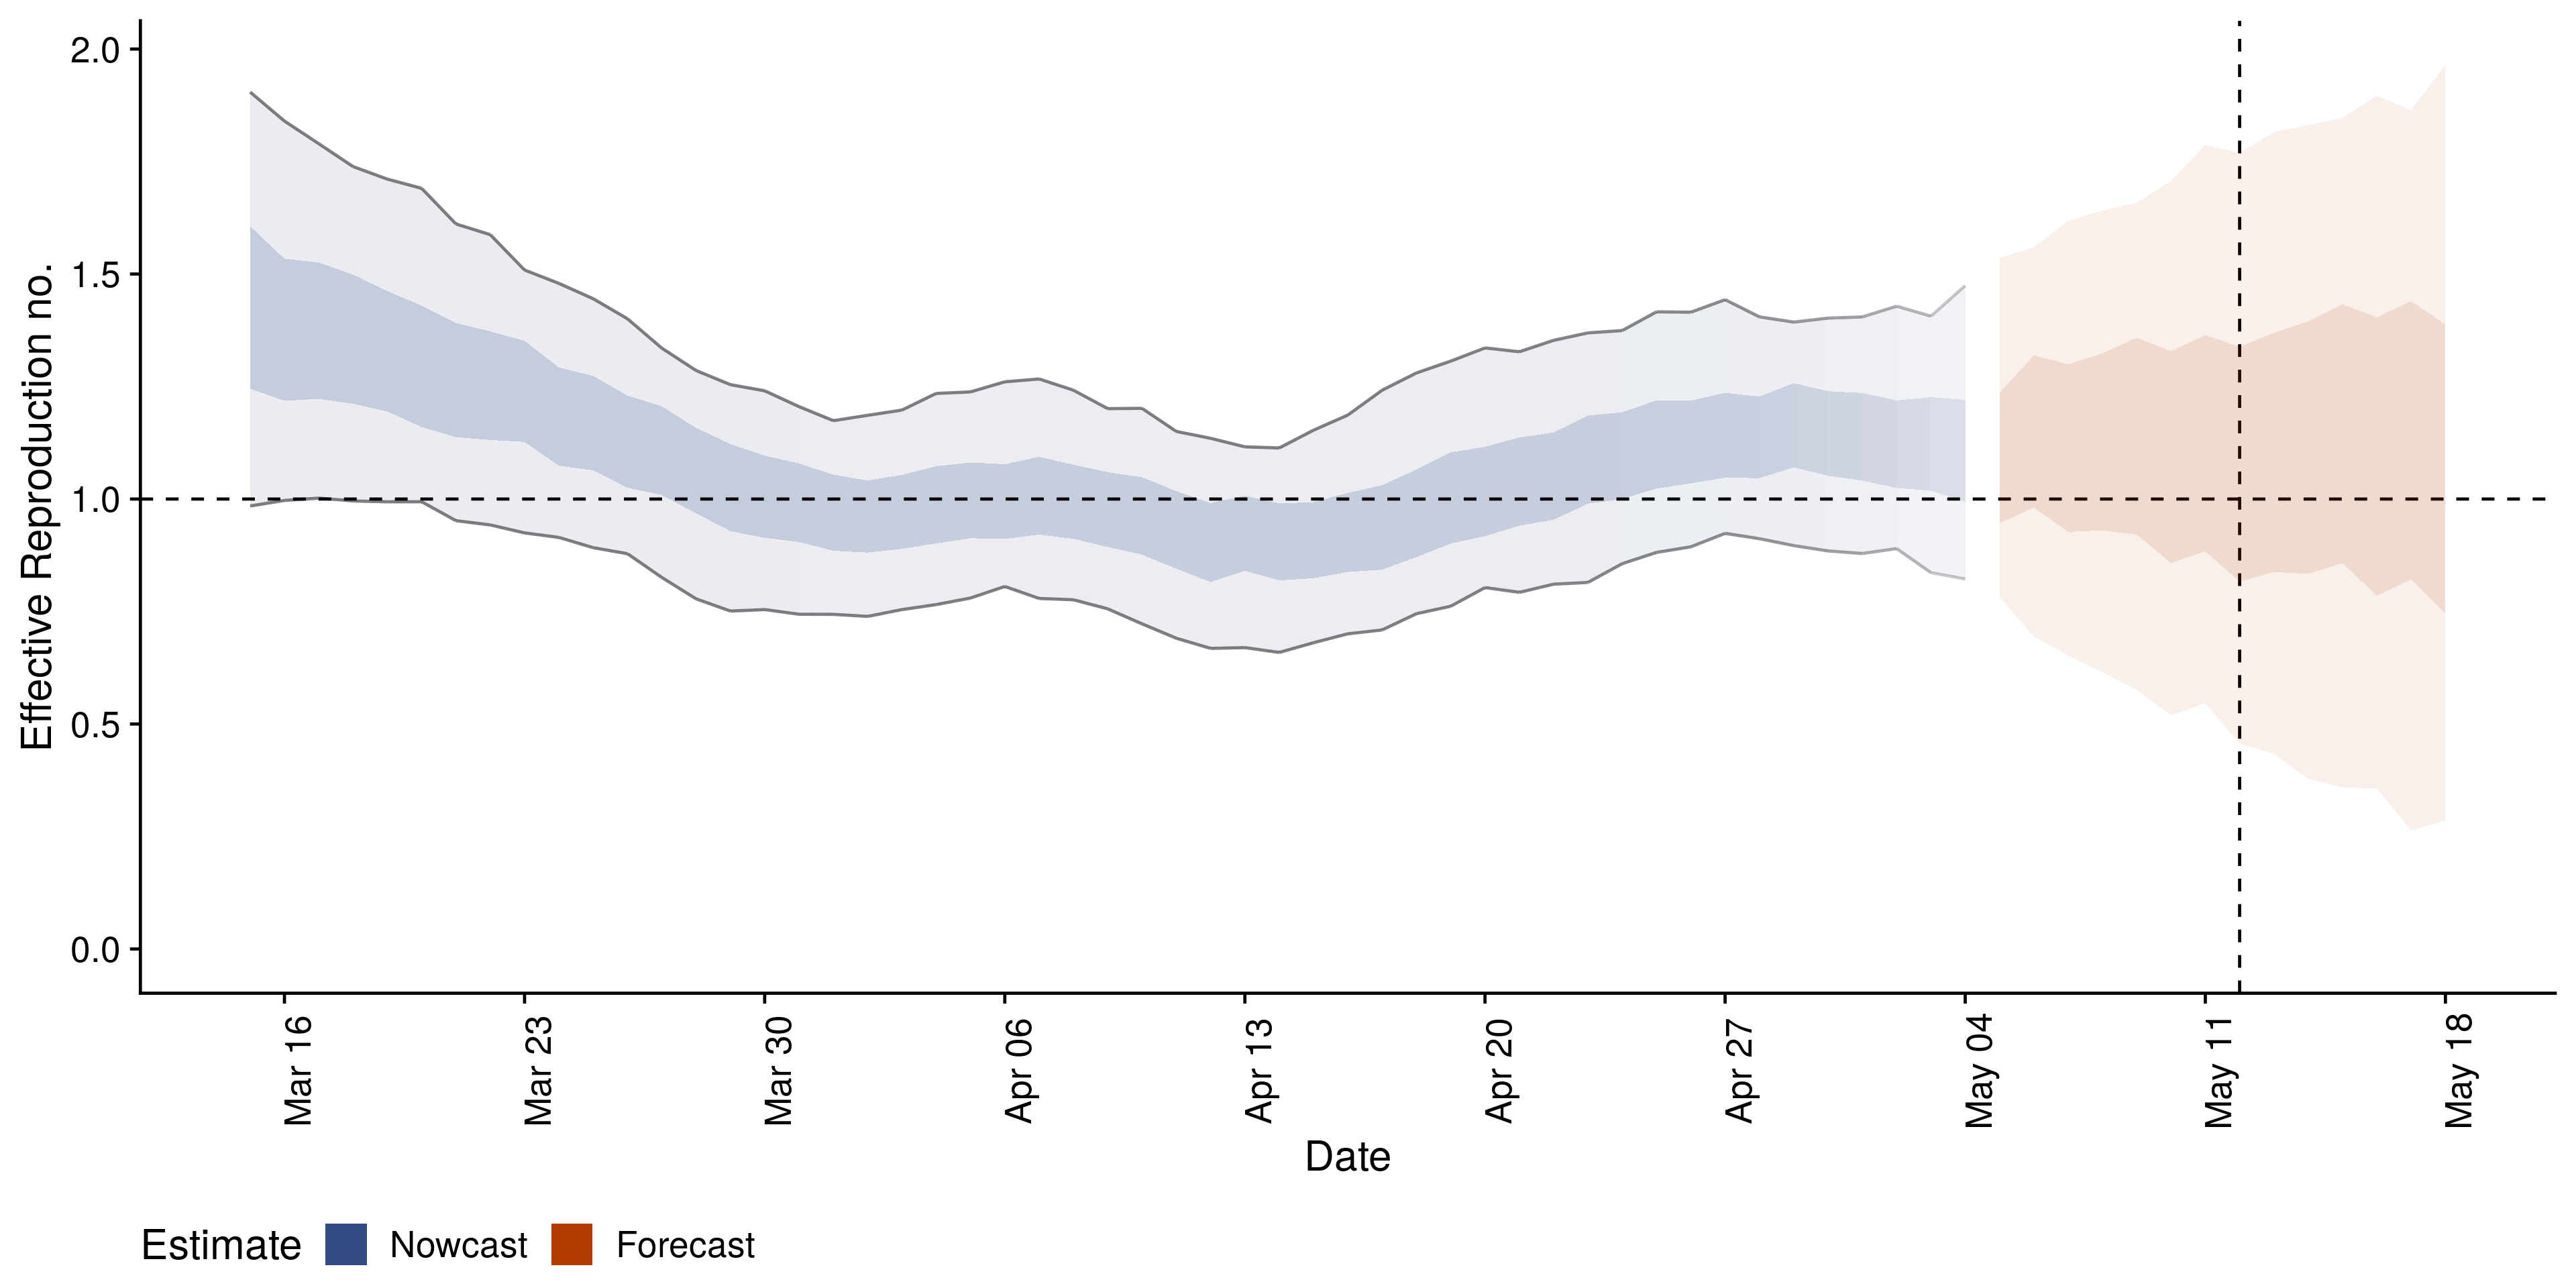 Effective Reproduction no.
2.0
1.5
1.0
0.5
0.0
Mar 16
Mar 23
Mar 30
Apr 06
Apr 13
Apr 20
Apr 27
May 04
May 11
May 18
Date
Estimate Nowcast Forecast